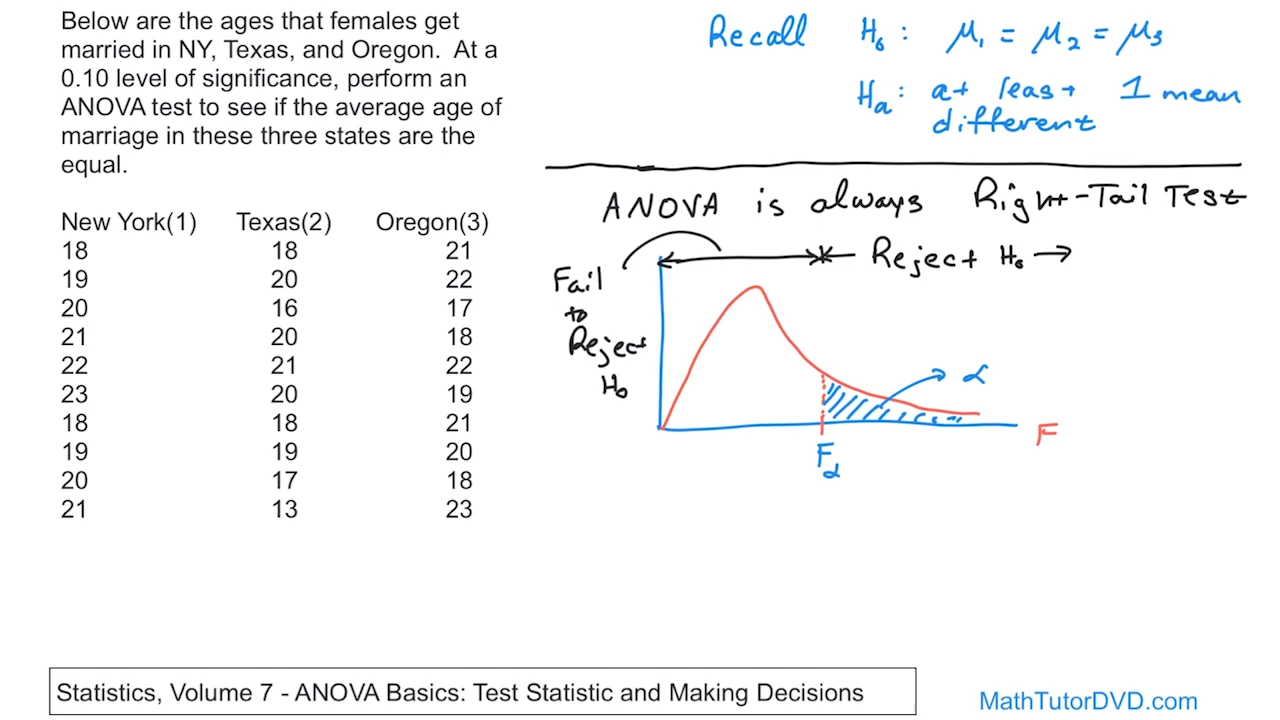 Below are the ages that females get
married in NY, Texas, and Oregon. At a
0.10 level of significance, perform an
ANOVA test to see if the average age of
marriage in these three states are the
equal.
New York(1) Texas(2) Oregon(3)
18 18 21
19 20 22
20 16 17
21 20 18
22 21 22
23 20 19
18 18 21
19 19 20
20 17 18
21 13 23
Recall H₀: μ₁ = μ₂ = μ₃
Hₐ: at least 1 mean
different
ANOVA is always Right-Tail Test
Reject H₀ →
Fail
to
Reject
H₀
α
F
Fα
Statistics, Volume 7 - ANOVA Basics: Test Statistic and Making Decisions
MathTutorDVD.com